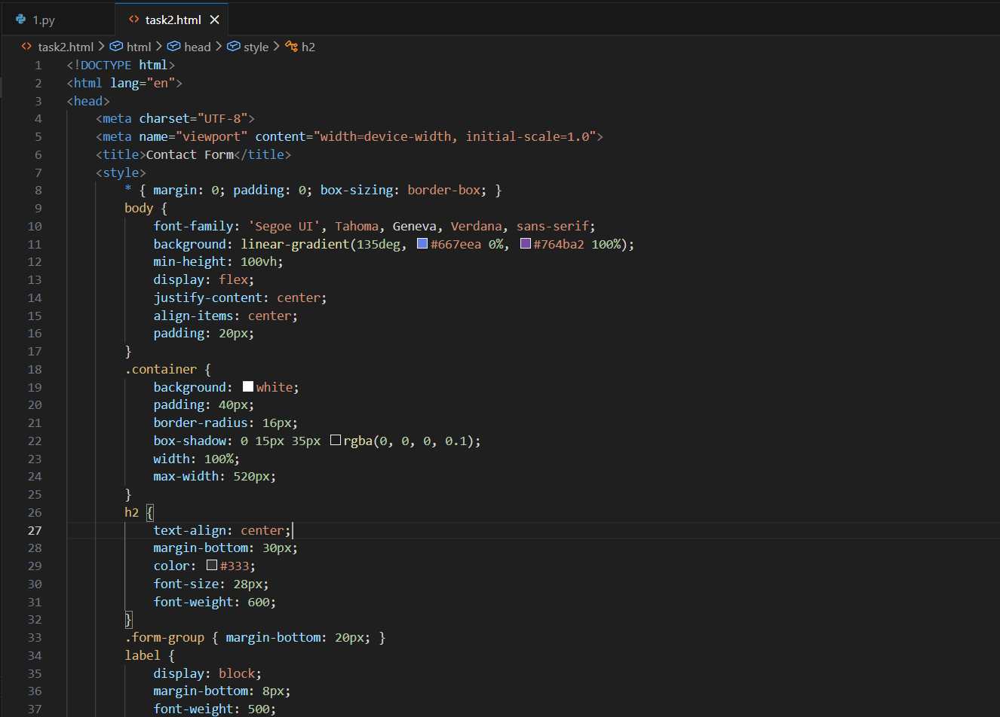 1.py
task2.html
task2.html > html > head > style > h2
1 <!DOCTYPE html>
2 <html lang="en">
3 <head>
4 <meta charset="UTF-8">
5 <meta name="viewport" content="width=device-width, initial-scale=1.0">
6 <title>Contact Form</title>
7 <style>
8 * { margin: 0; padding: 0; box-sizing: border-box; }
9 body {
10 font-family: 'Segoe UI', Tahoma, Geneva, Verdana, sans-serif;
11 background: linear-gradient(135deg, #667eea 0%, #764ba2 100%);
12 min-height: 100vh;
13 display: flex;
14 justify-content: center;
15 align-items: center;
16 padding: 20px;
17 }
18 .container {
19 background: white;
20 padding: 40px;
21 border-radius: 16px;
22 box-shadow: 0 15px 35px rgba(0, 0, 0, 0.1);
23 width: 100%;
24 max-width: 520px;
25 }
26 h2 {
27 text-align: center;
28 margin-bottom: 30px;
29 color: #333;
30 font-size: 28px;
31 font-weight: 600;
32 }
33 .form-group { margin-bottom: 20px; }
34 label {
35 display: block;
36 margin-bottom: 8px;
37 font-weight: 500;